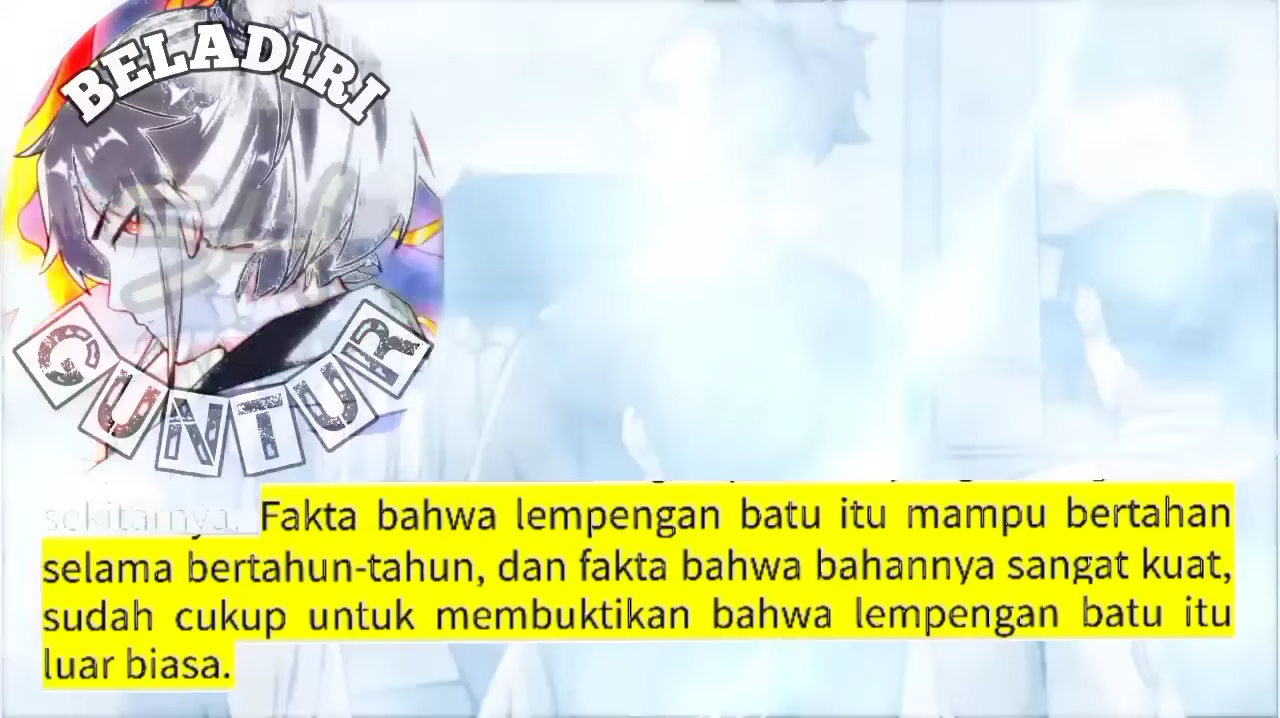 BELADIRI
GUNTUR
sekitarnya. Fakta bahwa lempengan batu itu mampu bertahan
selama bertahun-tahun, dan fakta bahwa bahannya sangat kuat,
sudah cukup untuk membuktikan bahwa lempengan batu itu
luar biasa.